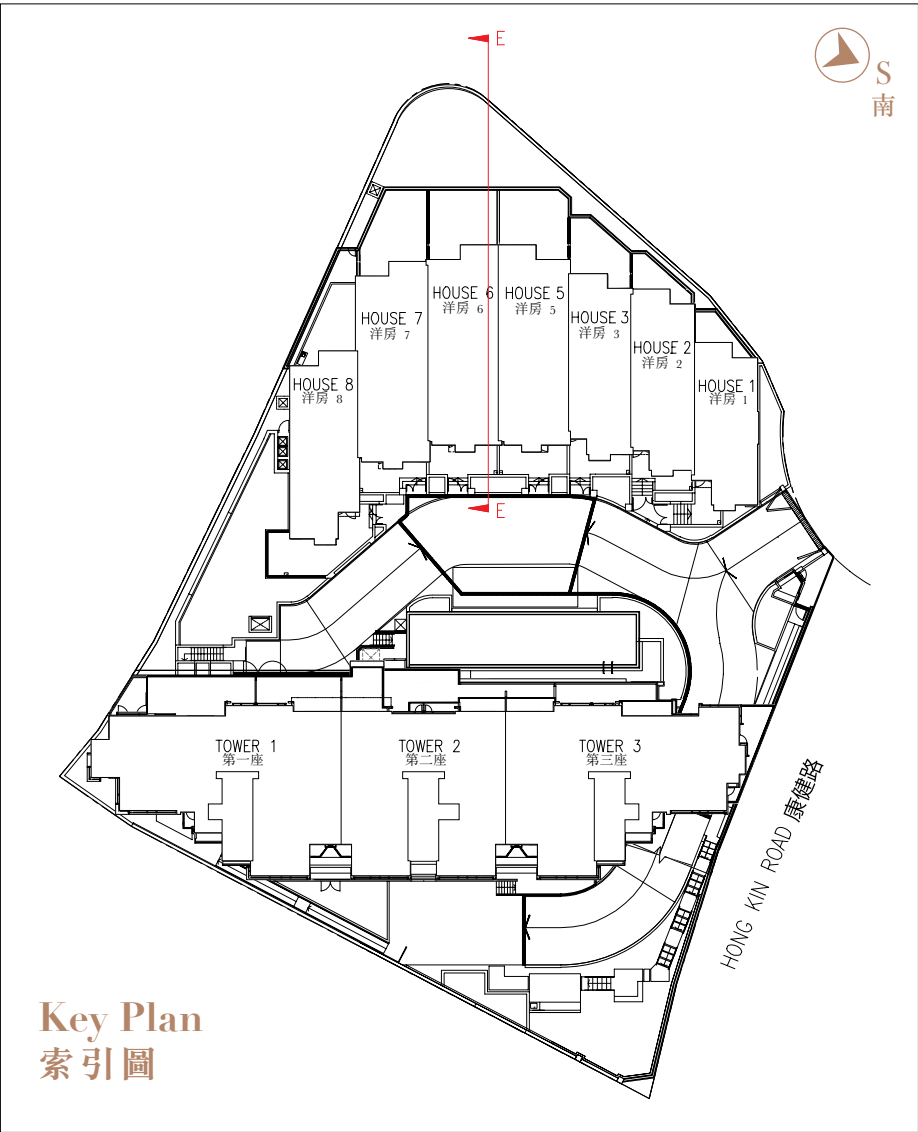 E
S
南
HOUSE 6
洋房 6
HOUSE 5
洋房 5
HOUSE 7
洋房 7
HOUSE 3
洋房 3
HOUSE 2
洋房 2
HOUSE 8
洋房 8
HOUSE 1
洋房 1
E
TOWER 1
第一座
TOWER 2
第二座
TOWER 3
第三座
HONG KIN ROAD 康健路
Key Plan
索引圖